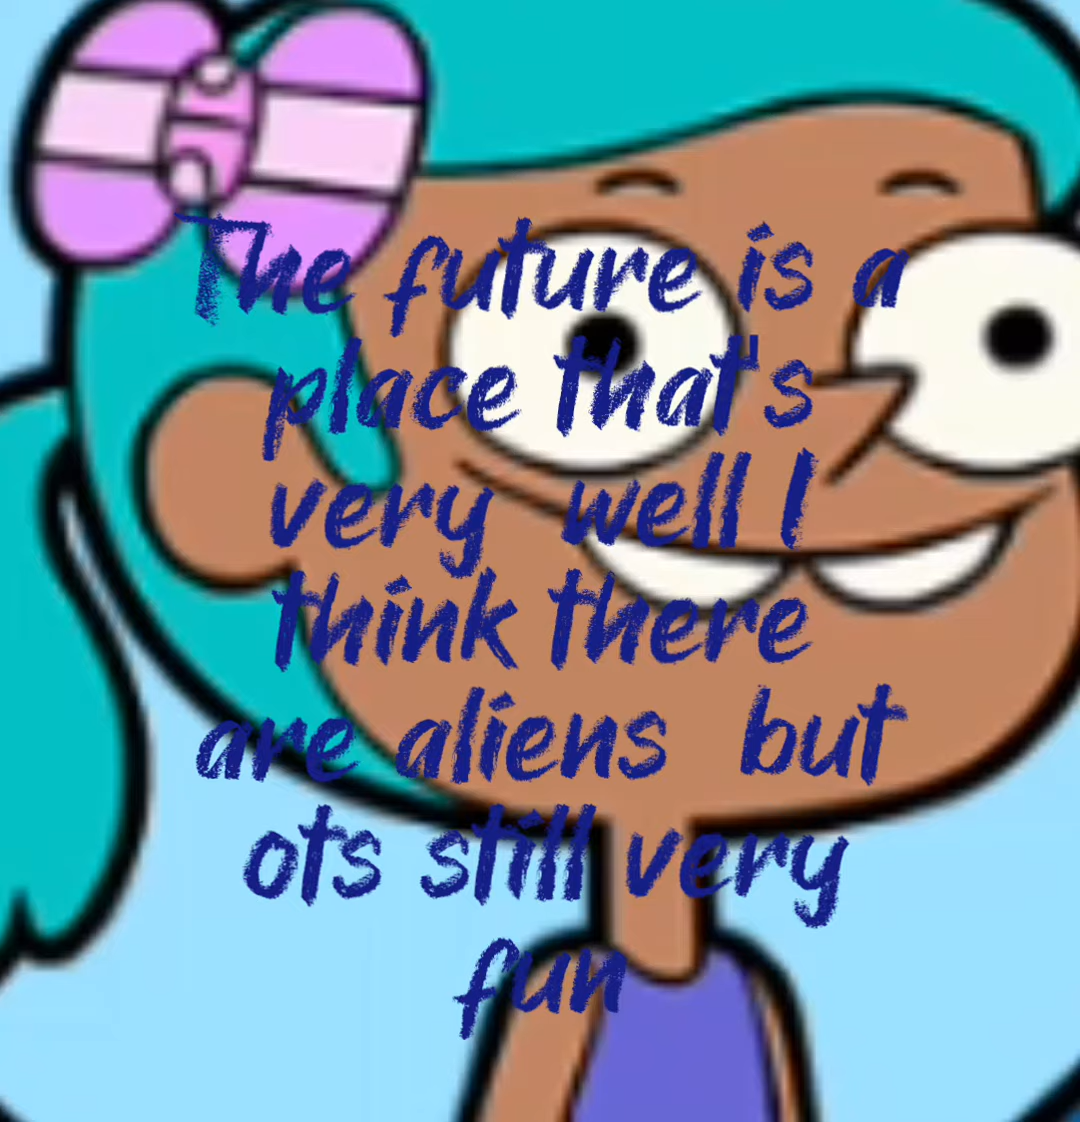 The future is a
place that's
very well I
think there
are aliens but
ots still very
fun